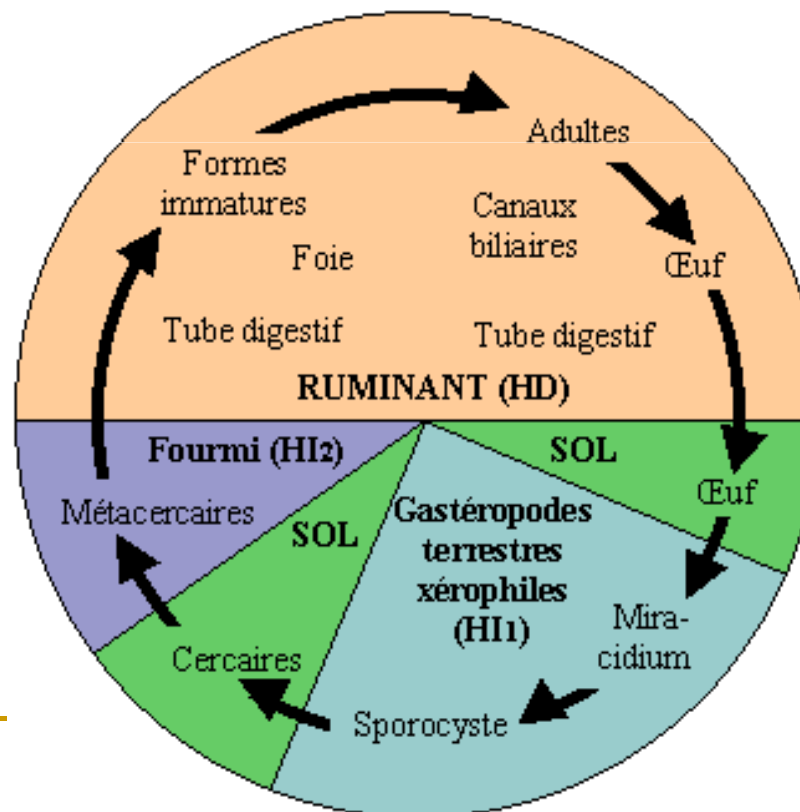 Adultes
Formes
immatures
Canaux
biliaires
Foie
Œuf
Tube digestif
Tube digestif
RUMINANT (HD)
Fourmi (HI2)
SOL
Métacercaires
Œuf
SOL
Gastéropodes
terrestres
xérophiles
(HI1)
Mira-
cidium
Cercaires
Sporocyste